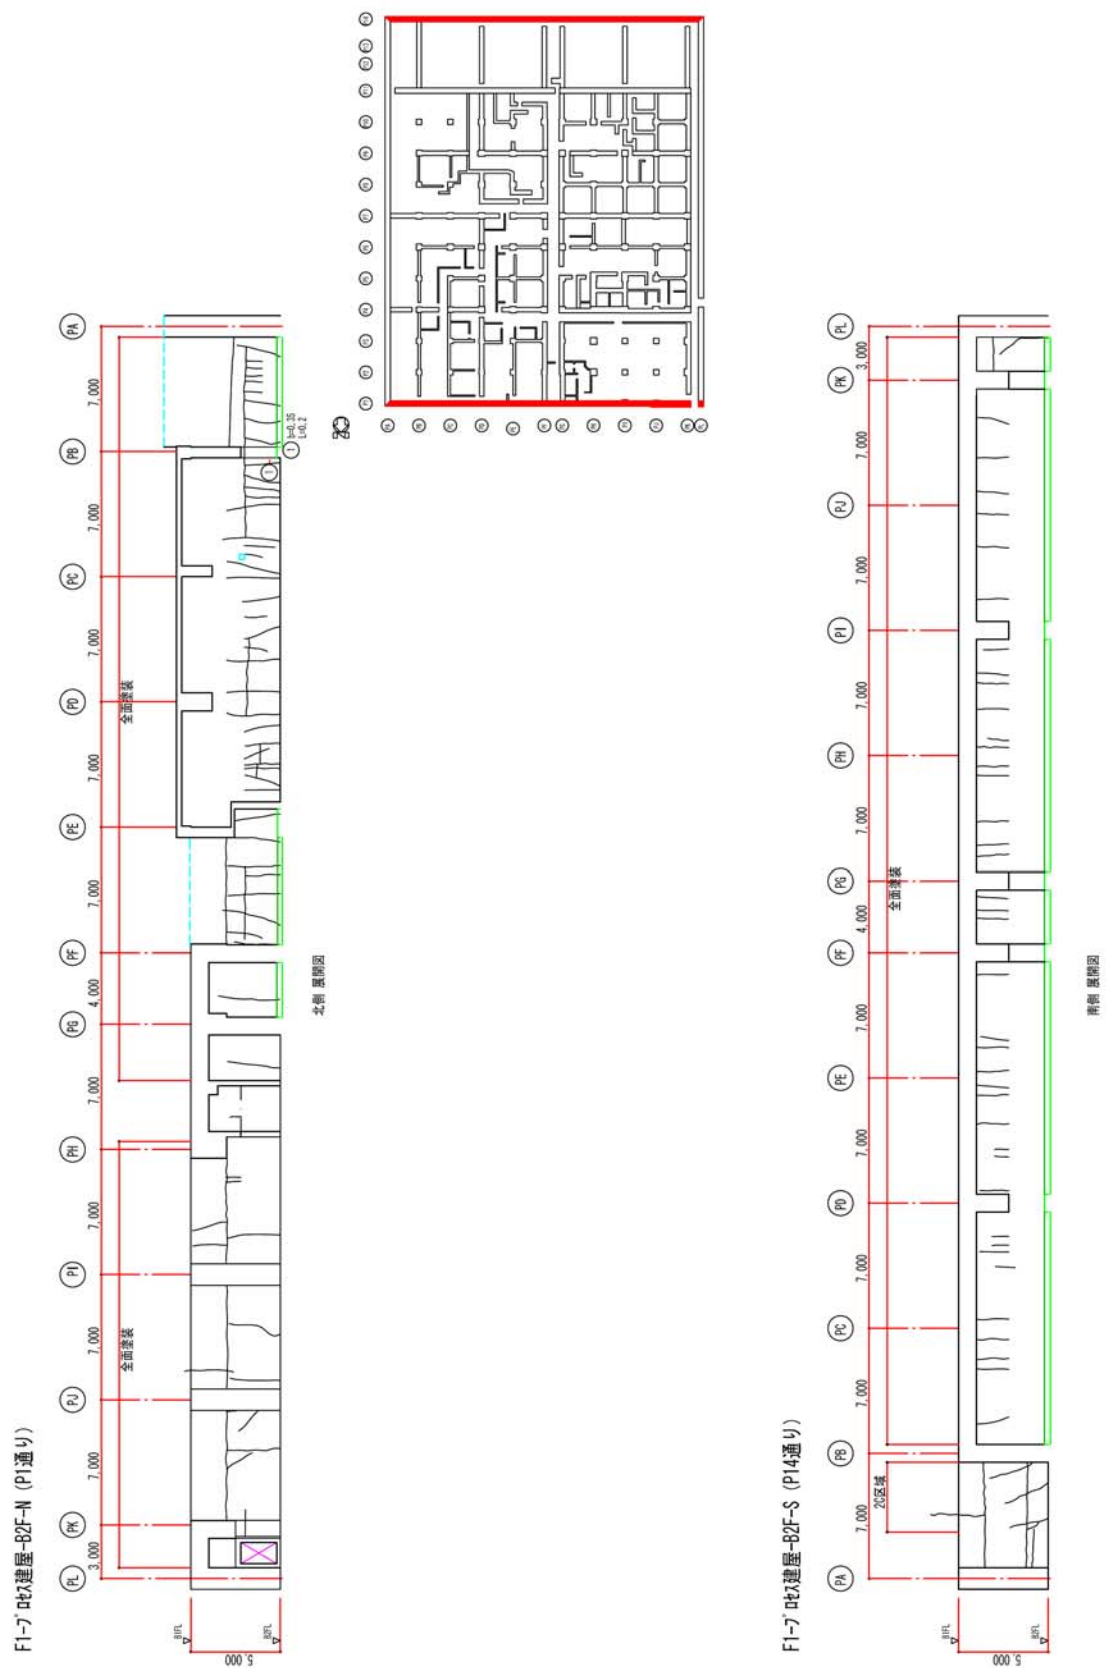 F1-ﾌﾟﾛｾｽ建屋-B2F-N (P1通り)
PL
PK
PJ
PI
PH
PG
PF
PE
PD
PC
PB
PA
3,000
7,000
7,000
7,000
7,000
4,000
7,000
7,000
7,000
7,000
7,000
全面塗装
全面塗装
B1FL
B2FL
5,000
1
1
b=0.35
L=0.2
北側 展開図
F1-ﾌﾟﾛｾｽ建屋-B2F-S (P14通り)
PA
PB
PC
PD
PE
PF
PG
PH
PI
PJ
PK
PL
7,000
7,000
7,000
7,000
7,000
4,000
7,000
7,000
7,000
7,000
3,000
2C区域
全面塗装
B1FL
B2FL
5,000
南側 展開図